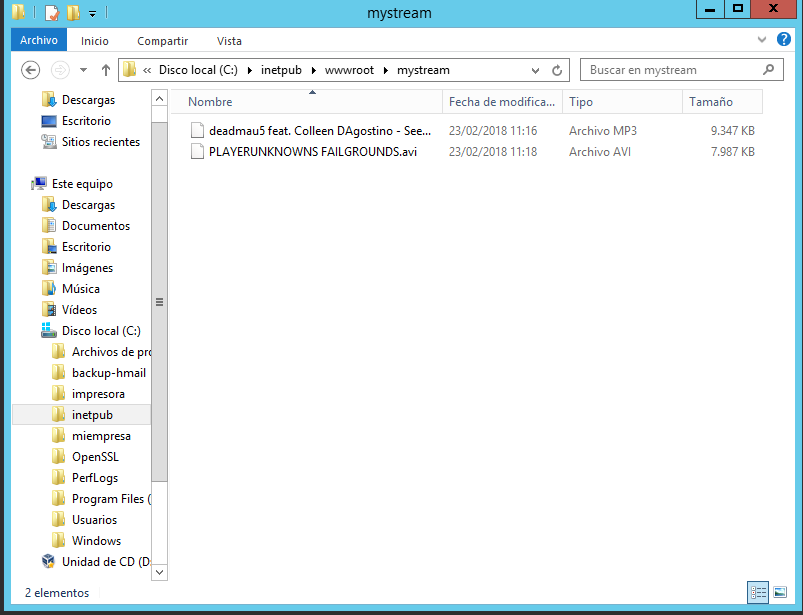 mystream
Archivo Inicio Compartir Vista
« Disco local (C:) inetpub wwwroot mystream Buscar en mystream
Nombre Fecha de modifica... Tipo Tamaño
deadmau5 feat. Colleen DAgostino - See... 23/02/2018 11:16 Archivo MP3 9.347 KB
PLAYERUNKNOWNS FAILGROUNDS.avi 23/02/2018 11:18 Archivo AVI 7.987 KB
Descargas
Escritorio
Sitios recientes
Este equipo
Descargas
Documentos
Escritorio
Imágenes
Música
Vídeos
Disco local (C:)
Archivos de pro
backup-hmail
impresora
inetpub
miempresa
OpenSSL
PerfLogs
Program Files (
Usuarios
Windows
Unidad de CD (D:
2 elementos